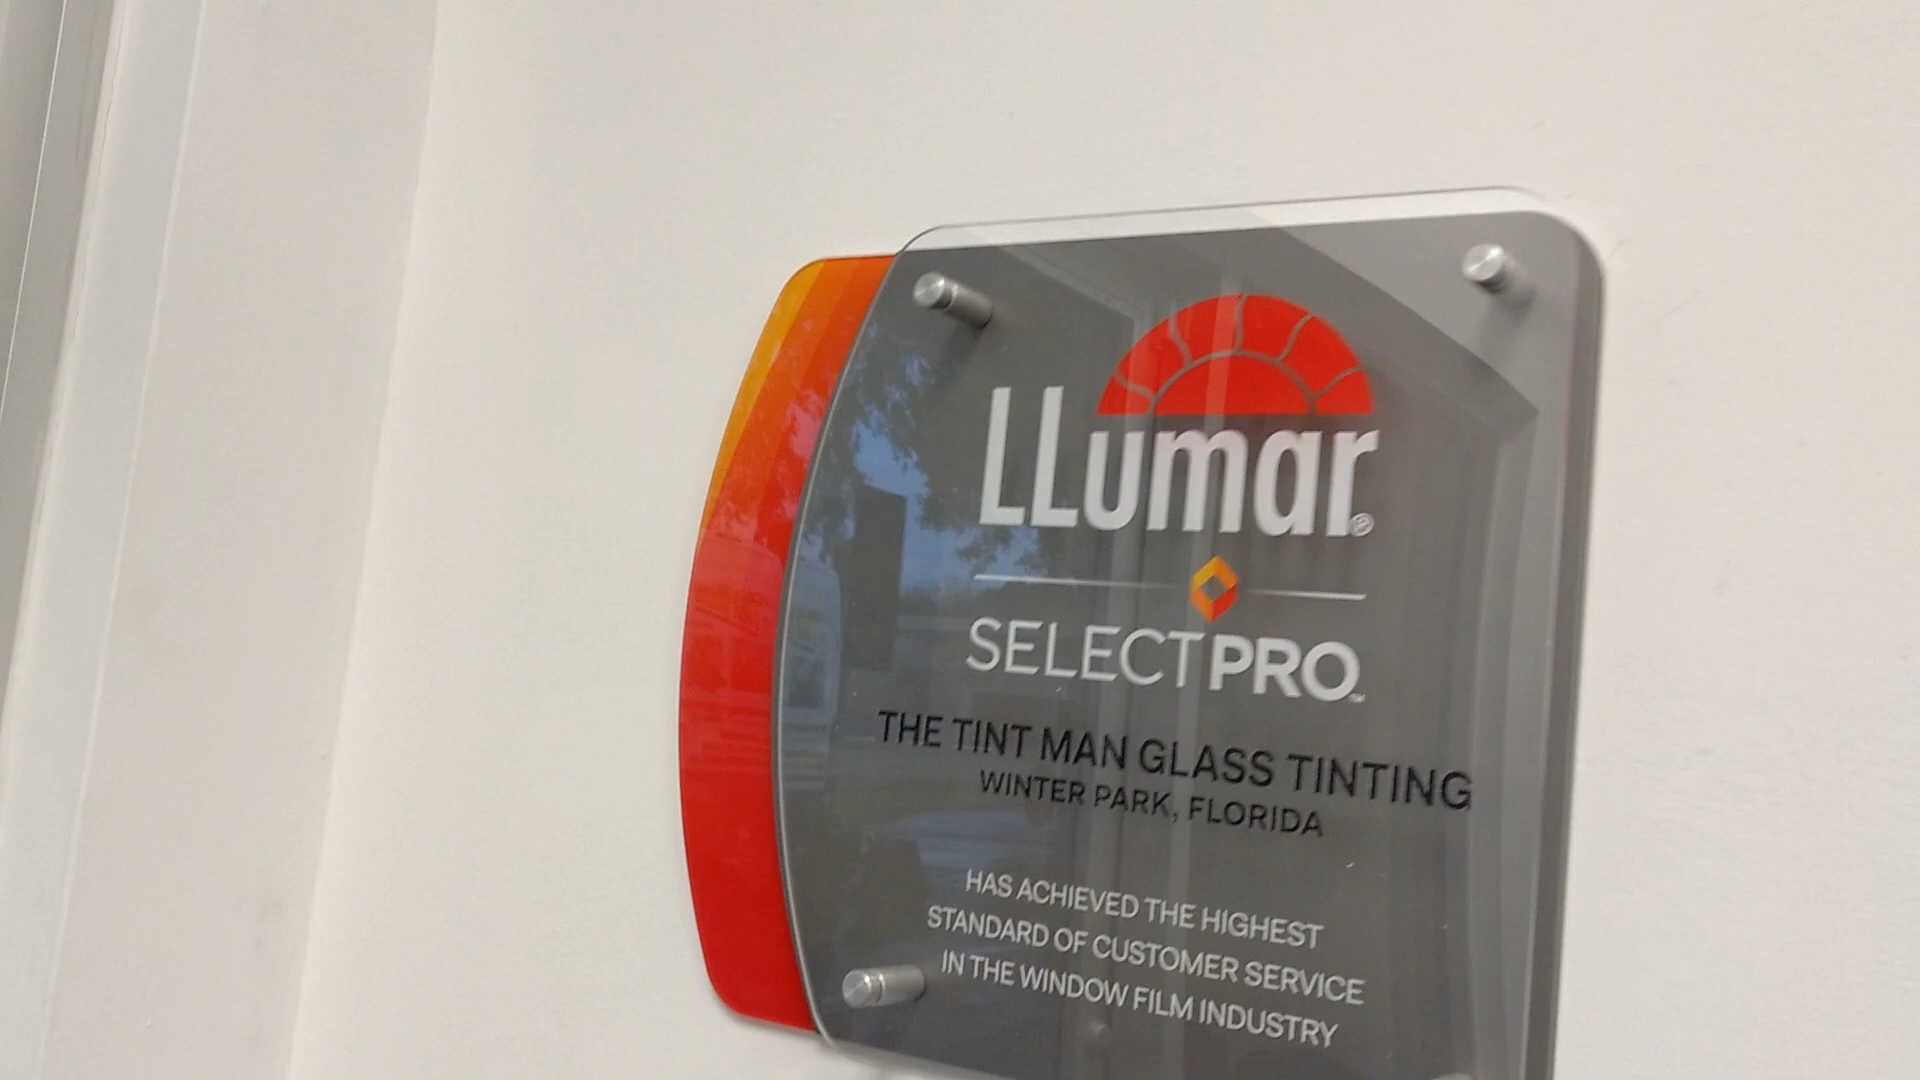 LLumar®
SELECTPRO™
THE TINT MAN GLASS TINTING
WINTER PARK, FLORIDA
HAS ACHIEVED THE HIGHEST
STANDARD OF CUSTOMER SERVICE
IN THE WINDOW FILM INDUSTRY